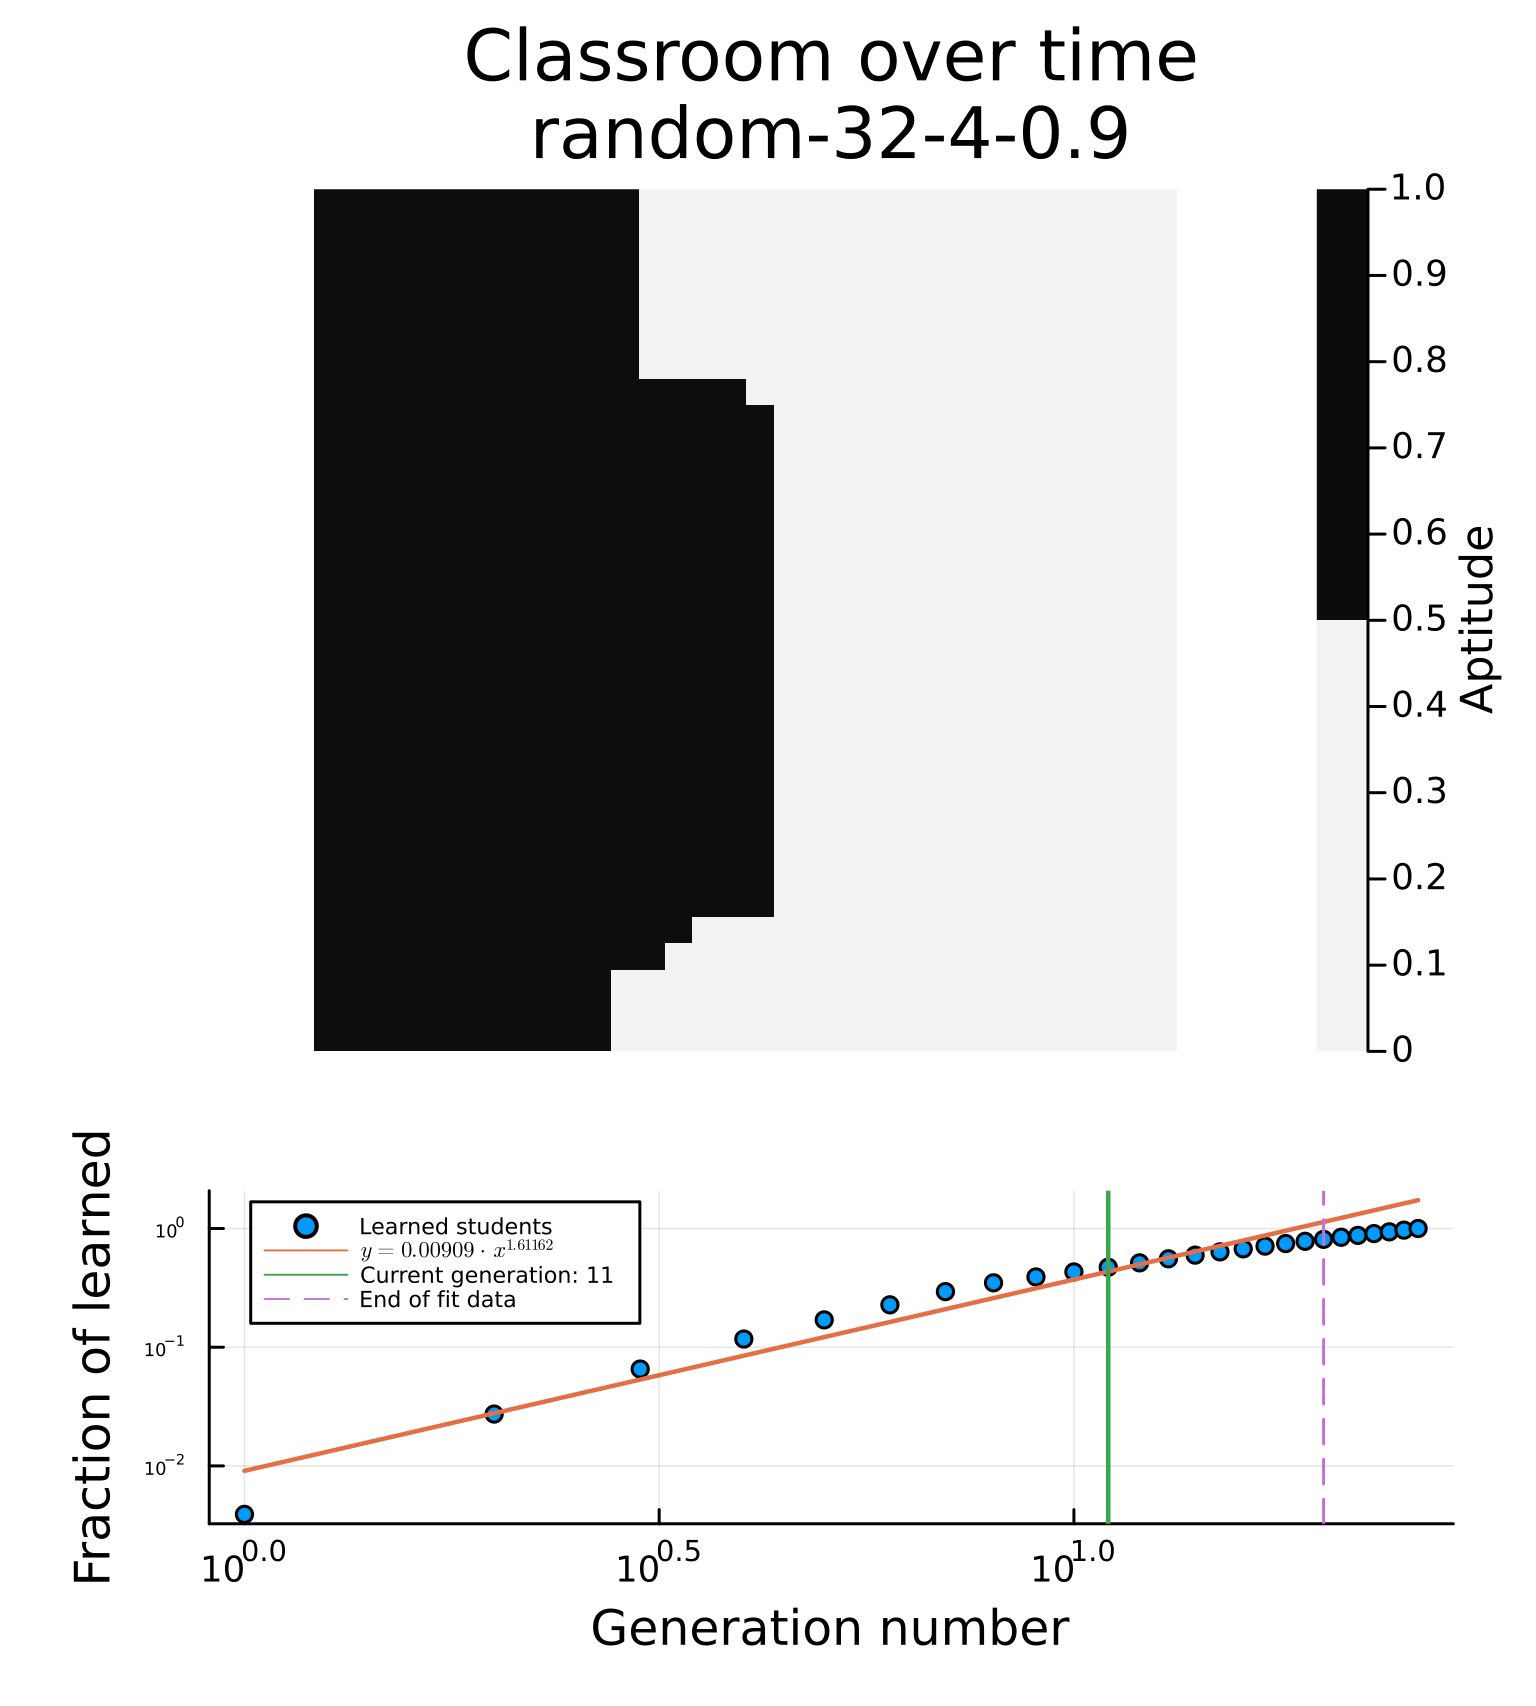 Classroom over time
random-32-4-0.9
1.0
0.9
0.8
0.7
0.6
0.5
0.4
0.3
0.2
0.1
0
Aptitude
Fraction of learned
10⁰
10⁻¹
10⁻²
Learned students
y = 0.00909 · x^1.61162
Current generation: 11
End of fit data
10^0.0
10^0.5
10^1.0
Generation number